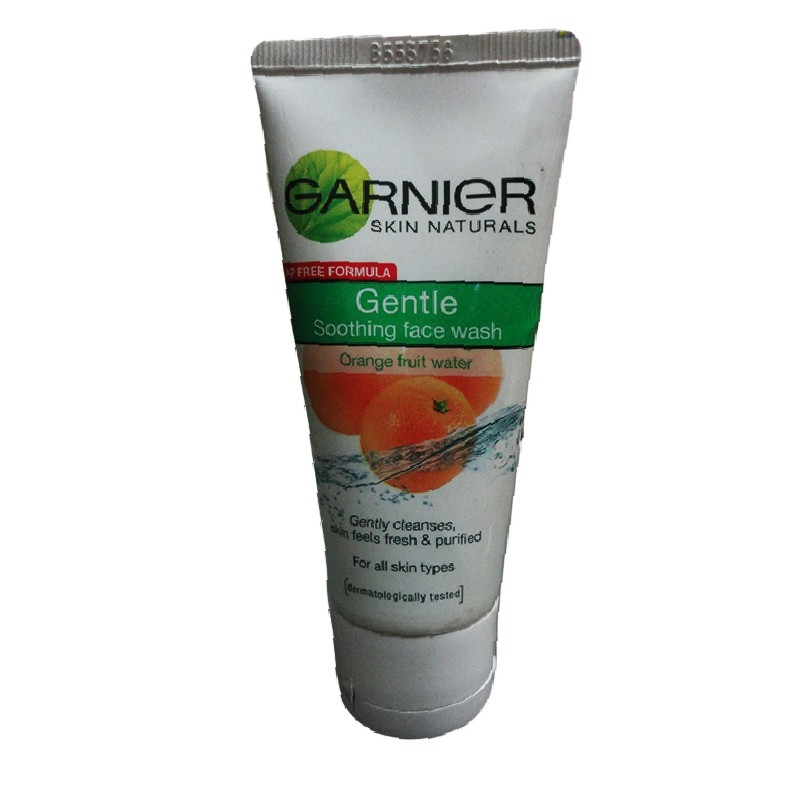 B555756
GARNIER
SKIN NATURALS
FREE FORMULA
Gentle
Soothing face wash
Orange fruit water
Gently cleanses,
skin feels fresh & purified
For all skin types
[dermatologically tested]